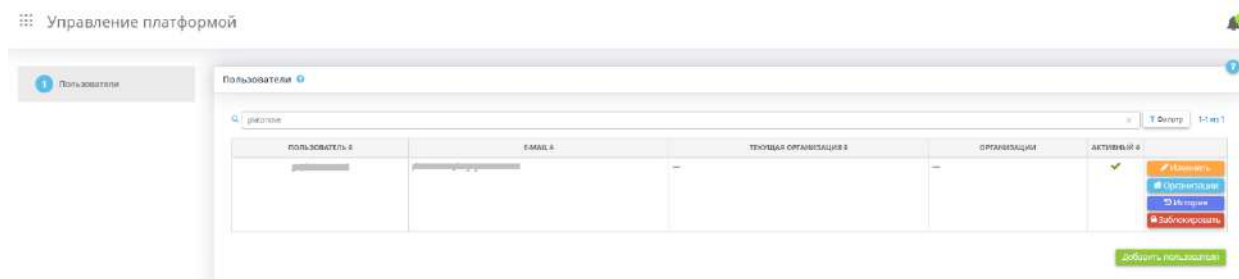 Управление платформой
1 Пользователи
Пользователи
Фильтр 1-1 из 1
ПОЛЬЗОВАТЕЛЬ E-MAIL ТЕКУЩАЯ ОРГАНИЗАЦИЯ ОРГАНИЗАЦИИ АКТИВНЫЙ
— —
Изменить
Организации
История
Заблокировать
Добавить пользователя